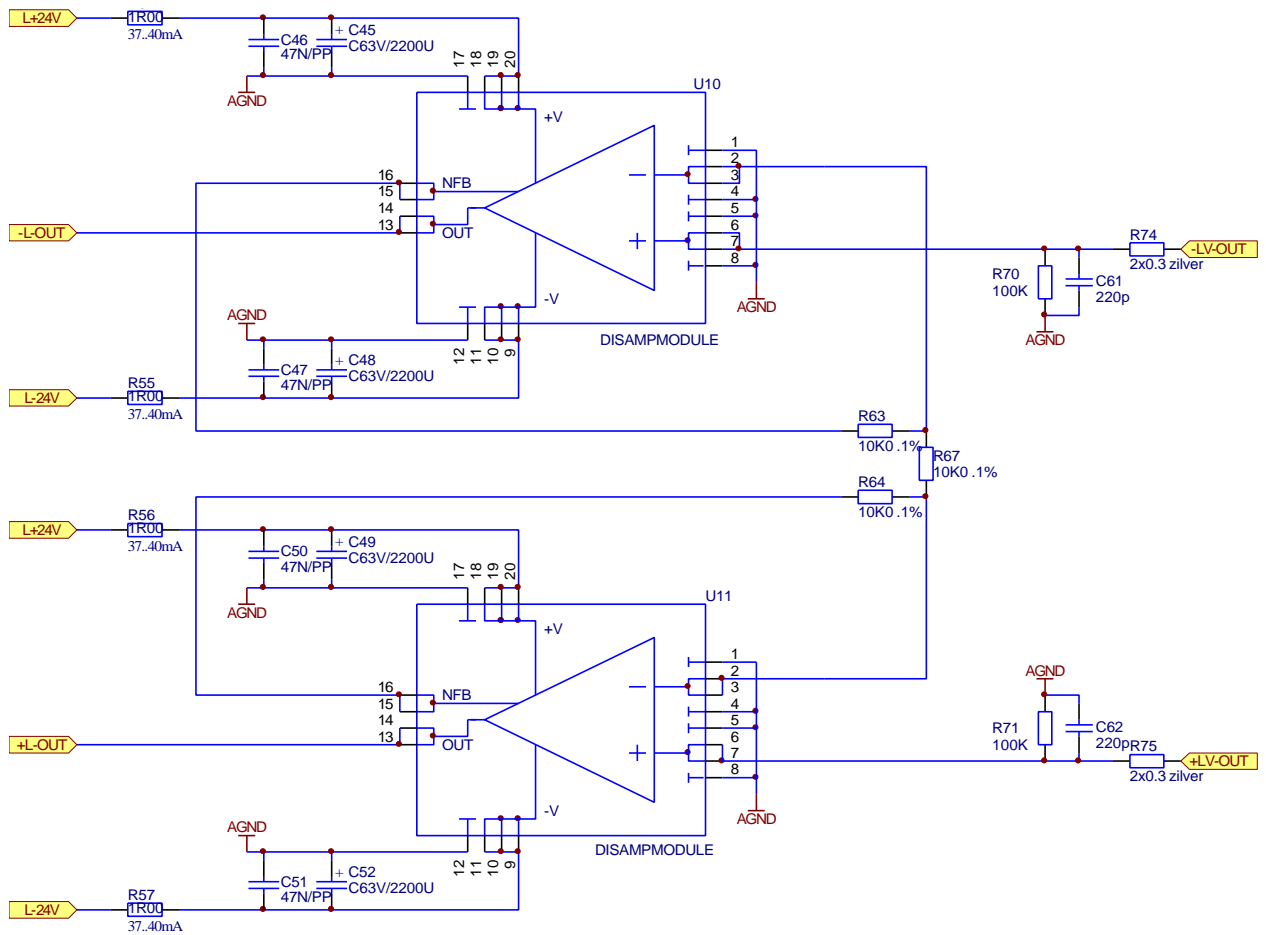 L+24V
1R00
37..40mA
C46
47N/PP
+ C45
C63V/2200U
AGND
17
18
19
20
U10
+V
1
2
3
4
5
6
7
8
16
15
14
13
NFB
OUT
-L-OUT
-V
AGND
DISAMPMODULE
12
11
10
9
AGND
C47
47N/PP
+ C48
C63V/2200U
L-24V
R55
1R00
37..40mA
R74
2x0.3 zilver
-LV-OUT
R70
100K
C61
220p
AGND
R63
10K0 .1%
R67
10K0 .1%
R64
10K0 .1%
L+24V
R56
1R00
37..40mA
C50
47N/PP
+ C49
C63V/2200U
AGND
17
18
19
20
U11
+V
1
2
3
4
5
6
7
8
16
15
14
13
NFB
OUT
+L-OUT
-V
AGND
DISAMPMODULE
12
11
10
9
AGND
R71
100K
C62
220p
R75
2x0.3 zilver
+LV-OUT
AGND
C51
47N/PP
+ C52
C63V/2200U
L-24V
R57
1R00
37..40mA